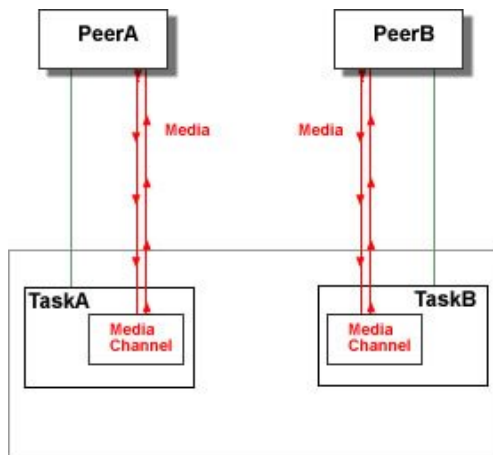 PeerA
PeerB
Media
Media
TaskA
TaskB
Media
Channel
Media
Channel